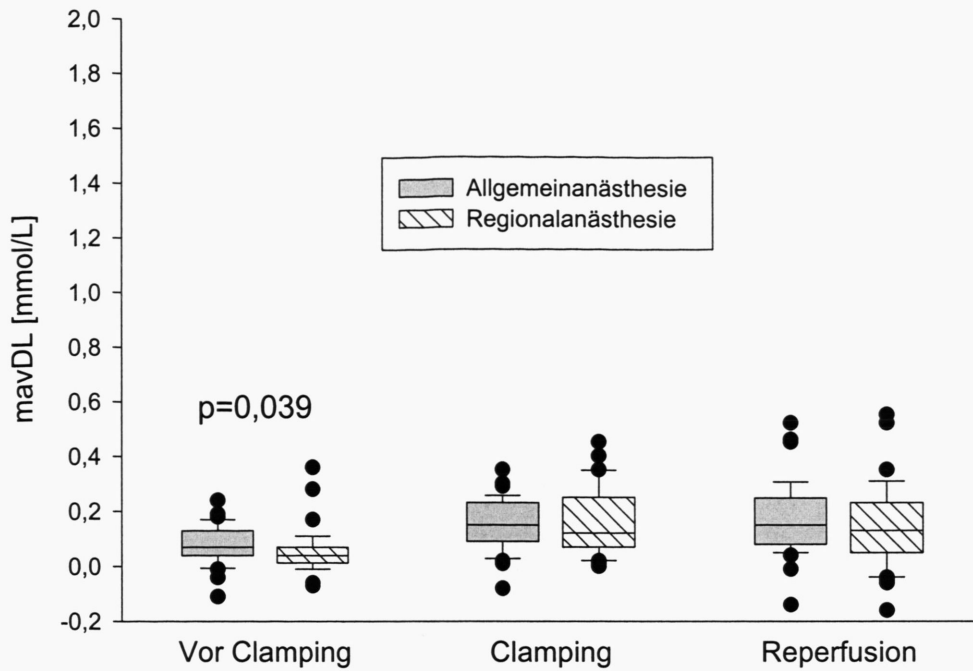 2,0
1,8
1,6
1,4
1,2
1,0
0,8
0,6
0,4
0,2
0,0
-0,2
mavDL [mmol/L]
Allgemeinanästhesie
Regionalanästhesie
p=0,039
Vor Clamping
Clamping
Reperfusion